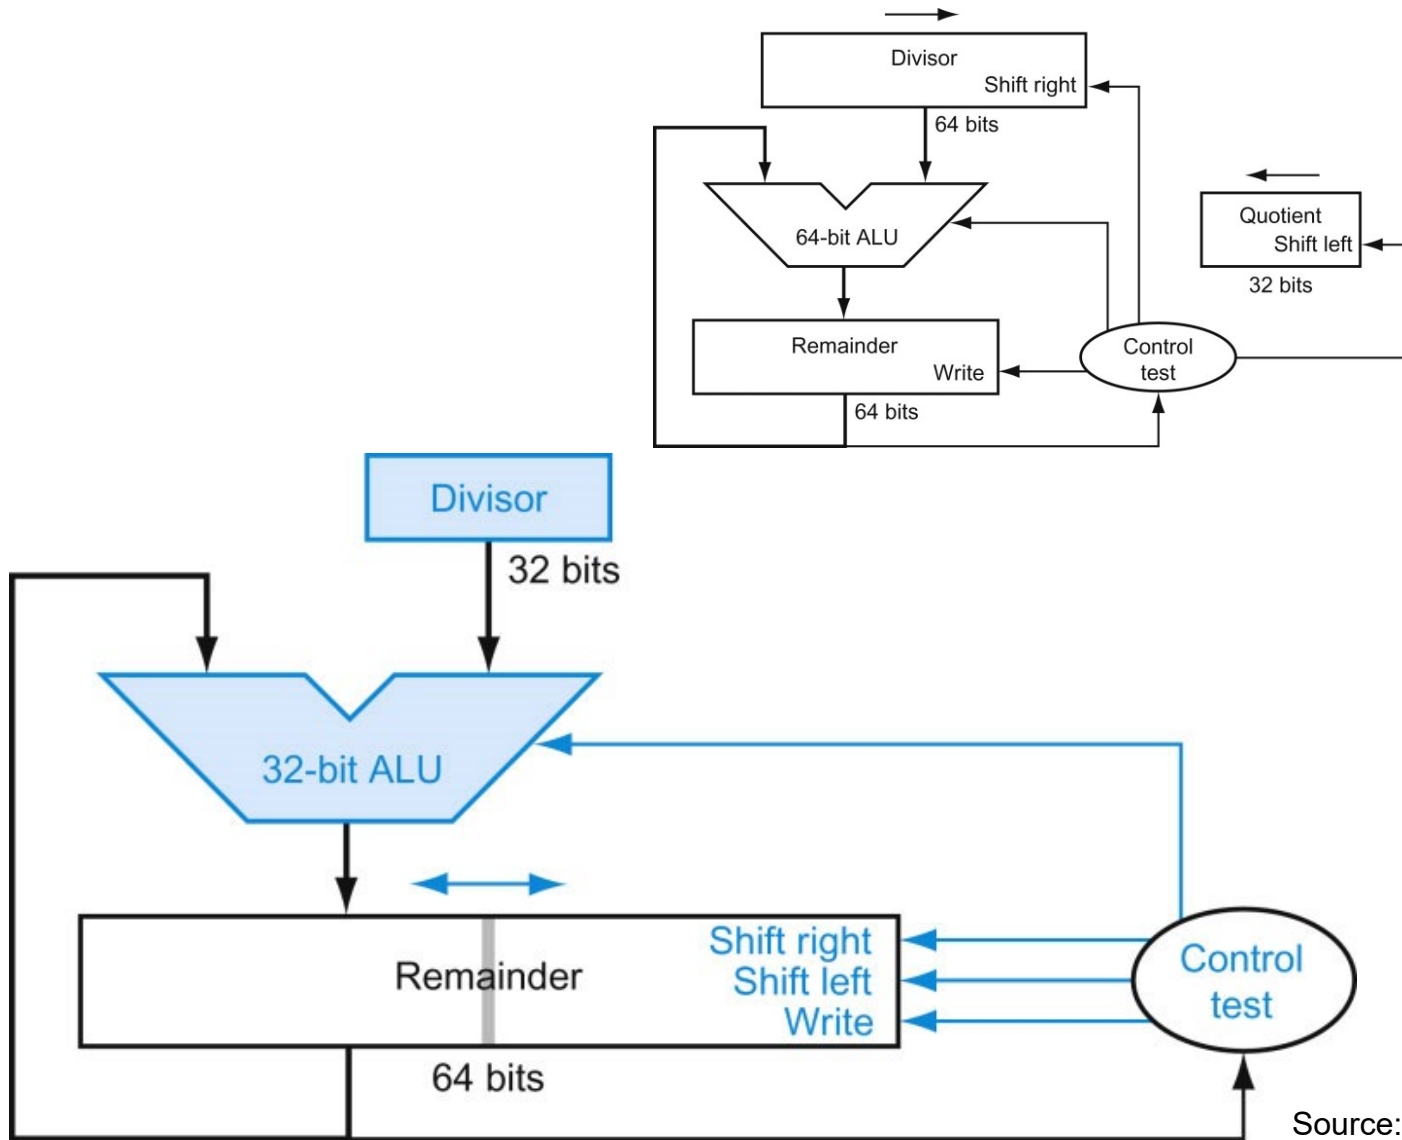 Divisor
Shift right
64 bits
64-bit ALU
Quotient
Shift left
32 bits
Remainder
Write
Control
test
64 bits
Divisor
32 bits
32-bit ALU
Remainder
Shift right
Shift left
Write
Control
test
64 bits
Source: